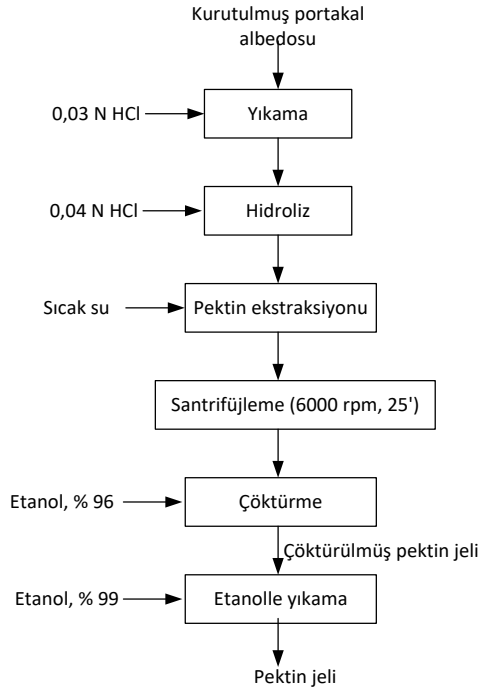 Kurutulmuş portakal
albedosu
0,03 N HCl
Yıkama
0,04 N HCl
Hidroliz
Sıcak su
Pektin ekstraksiyonu
Santrifüjleme (6000 rpm, 25')
Etanol, % 96
Çöktürme
Çöktürülmüş pektin jeli
Etanol, % 99
Etanolle yıkama
Pektin jeli